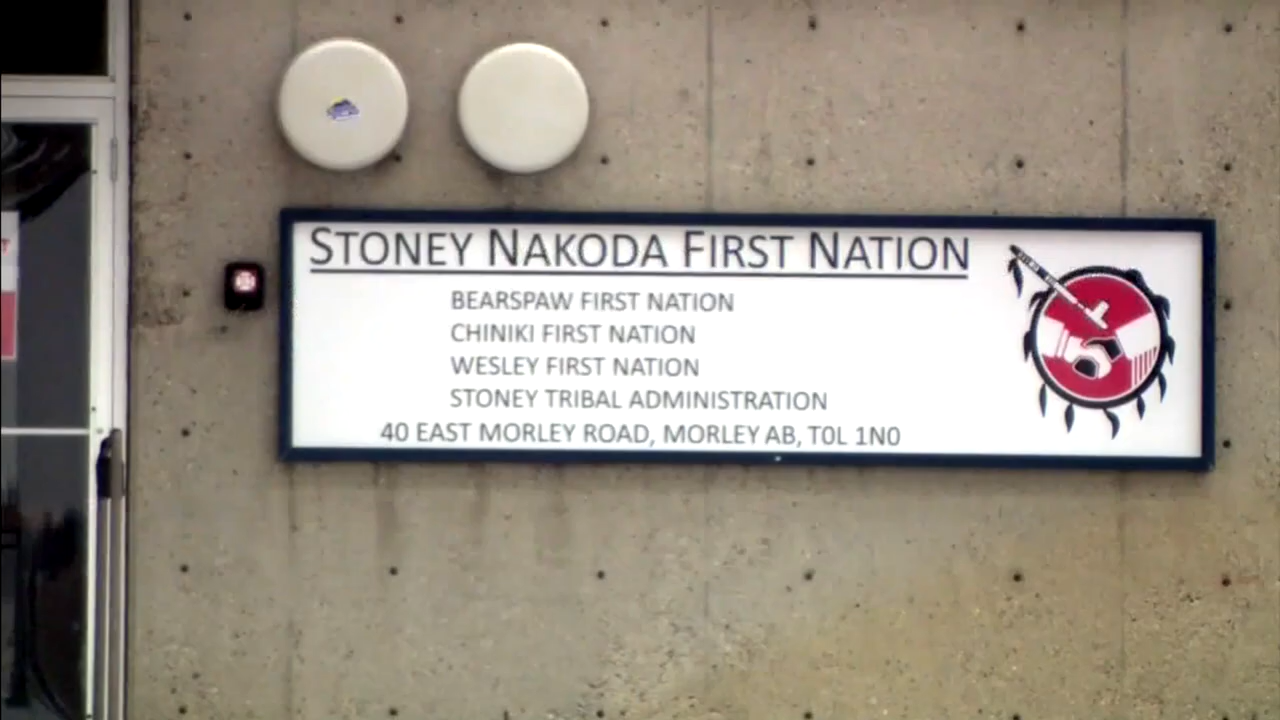 STONEY NAKODA FIRST NATION
BEARSPAW FIRST NATION
CHINIKI FIRST NATION
WESLEY FIRST NATION
STONEY TRIBAL ADMINISTRATION
40 EAST MORLEY ROAD, MORLEY AB, T0L 1N0